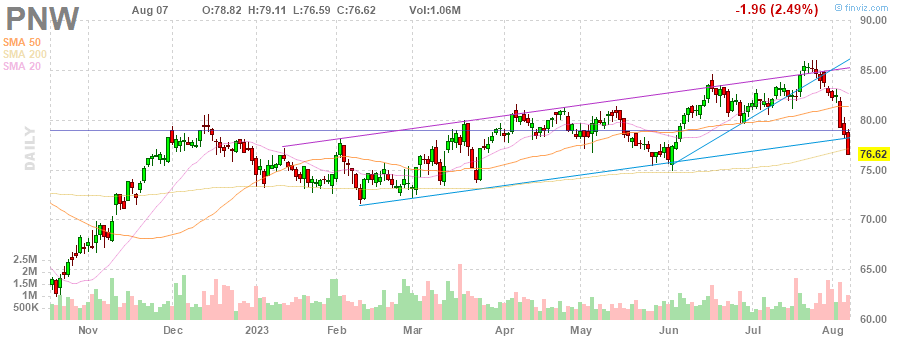 PNW Aug 07 O:78.82 H:79.11 L:76.59 C:76.62 Vol:1.06M -1.96 (2.49%) © finviz.com
SMA 50
SMA 200
SMA 20
DAILY
90.00
85.00
80.00
76.62
75.00
70.00
65.00
60.00
2.5M
2M
1.5M
1M
500K
Nov Dec 2023 Feb Mar Apr May Jun Jul Aug